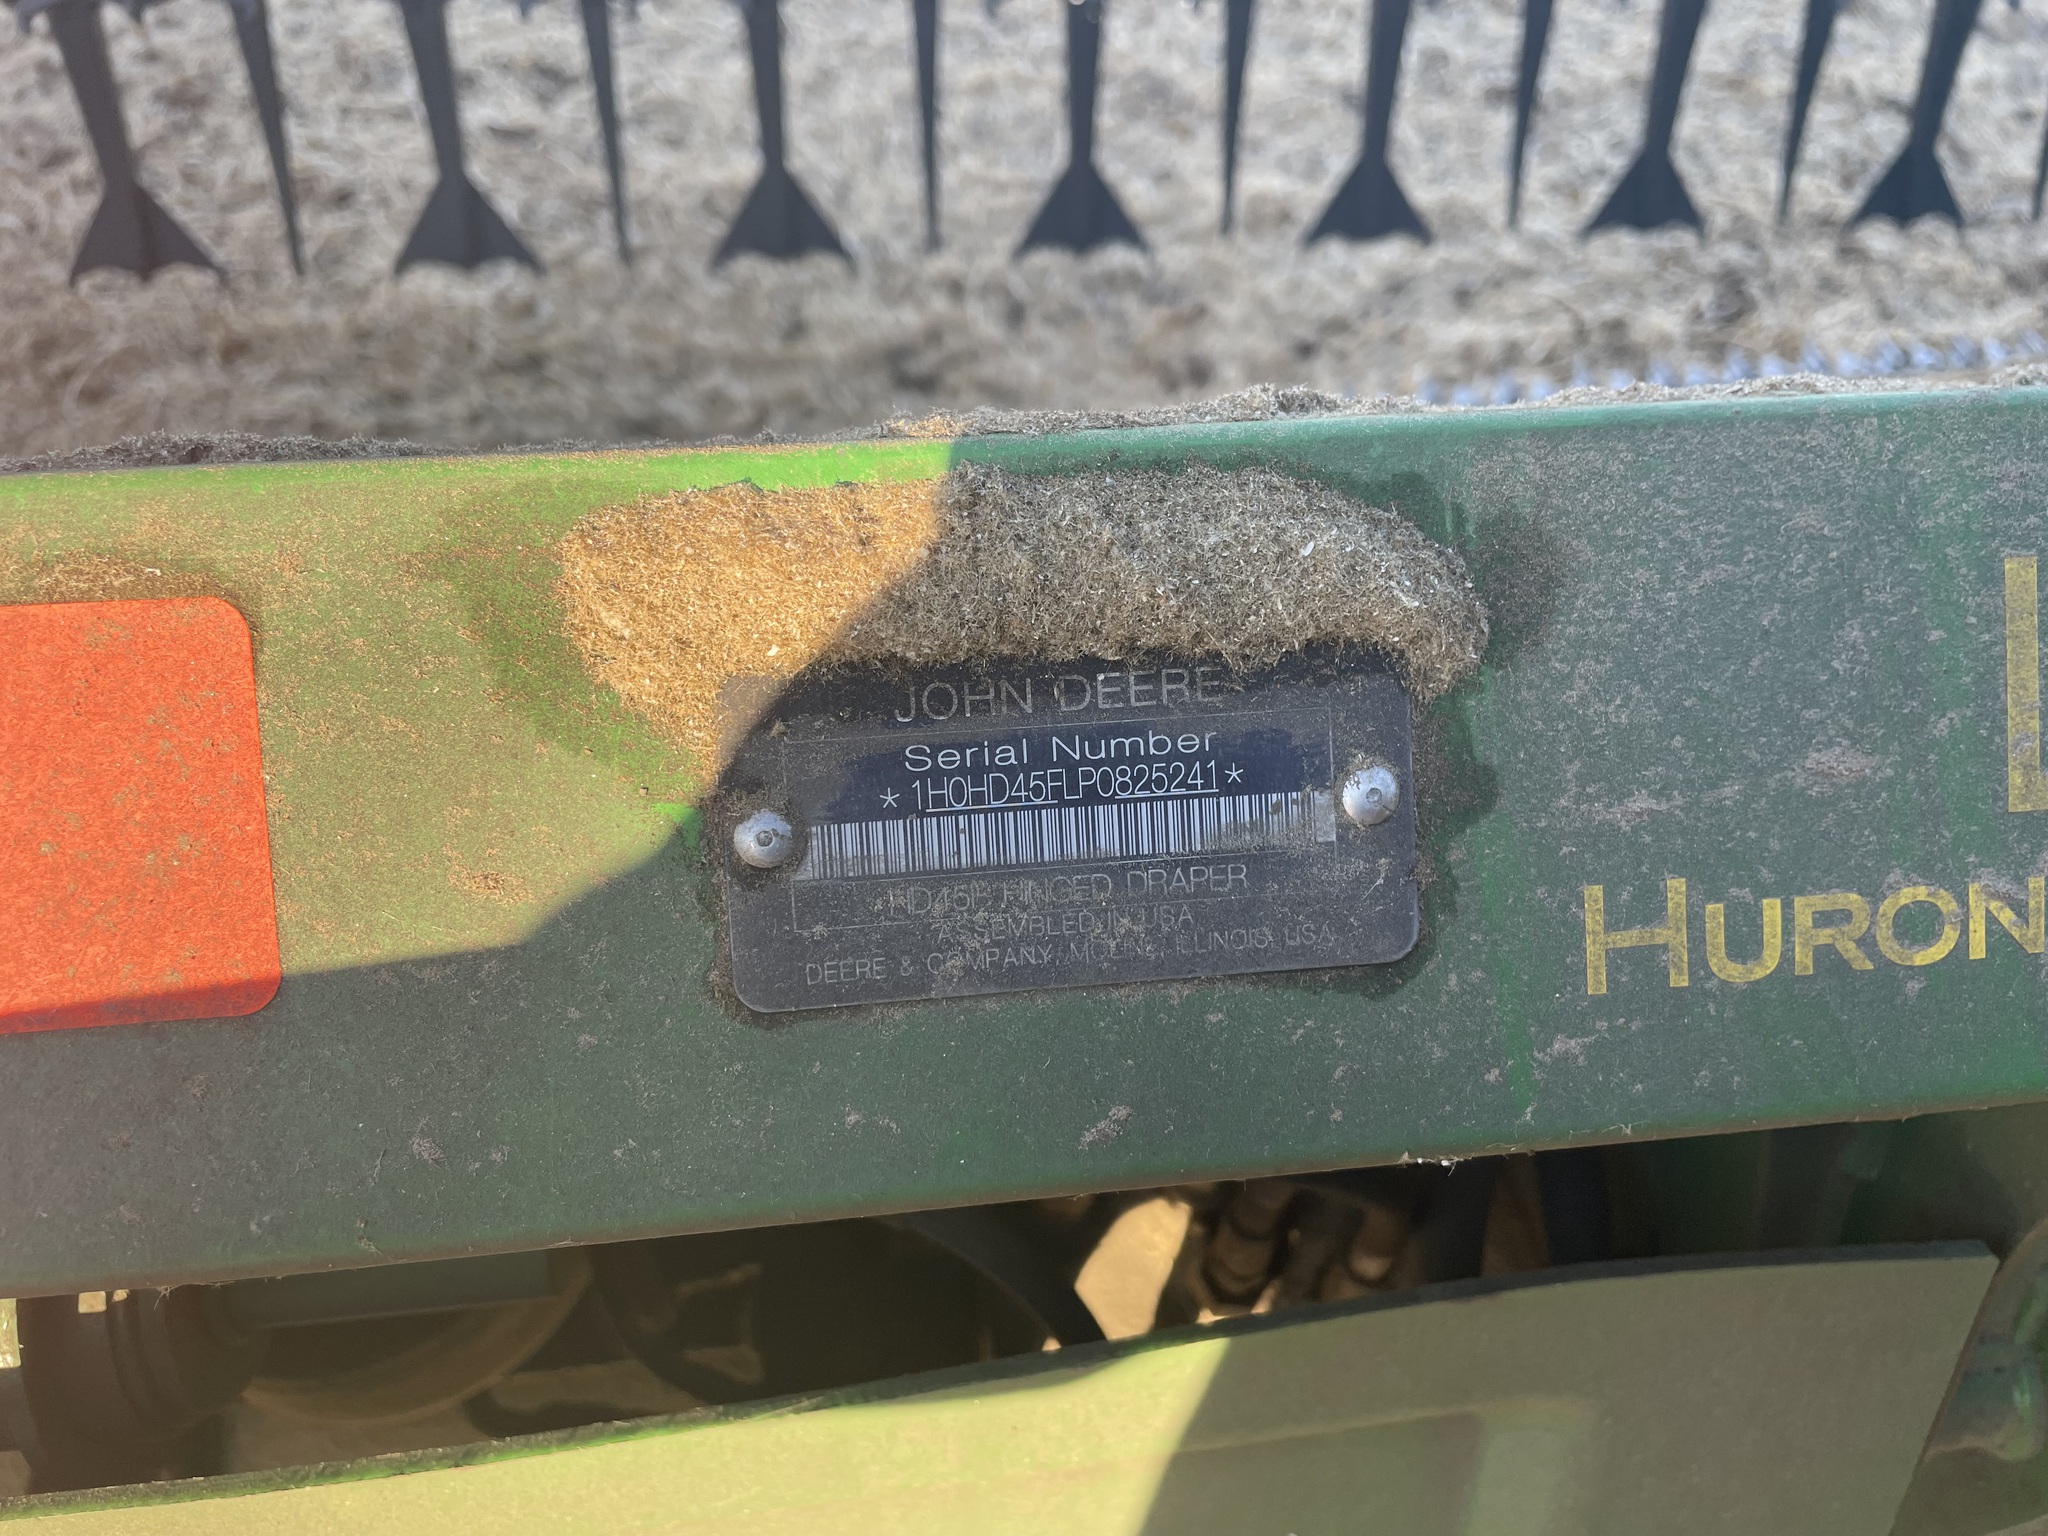 JOHN DEERE
Serial Number
*1H0HD45FLP0825241*
HD45F HINGED DRAPER
ASSEMBLED IN USA
DEERE & COMPANY, MOLINE, ILLINOIS USA
HURON